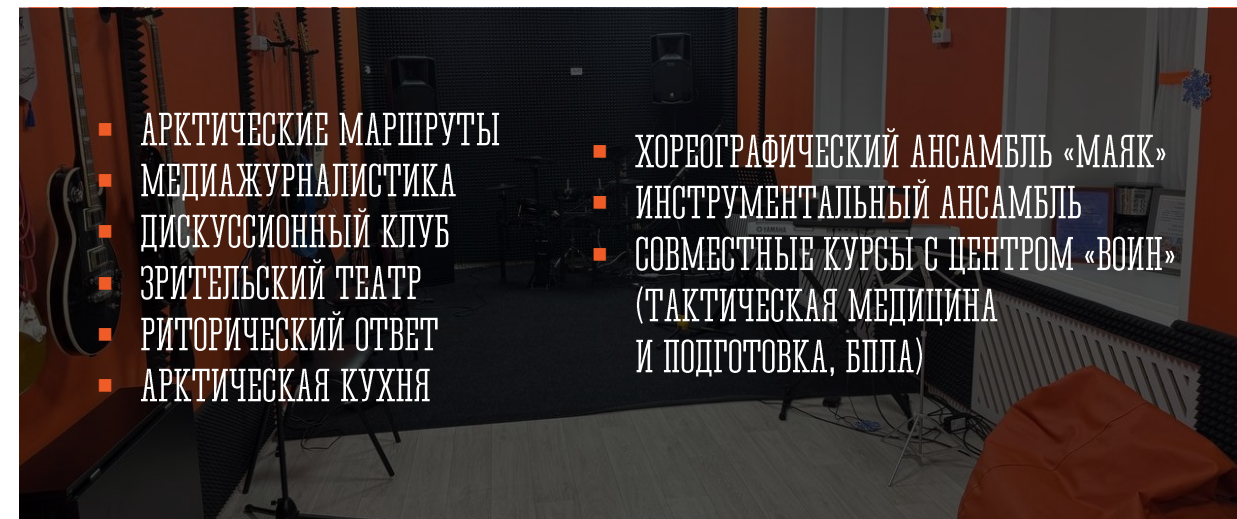 АРКТИЧЕСКИЕ МАРШРУТЫ
МЕДИАЖУРНАЛИСТИКА
ДИСКУССИОННЫЙ КЛУБ
ЗРИТЕЛЬСКИЙ ТЕАТР
РИТОРИЧЕСКИЙ ОТВЕТ
АРКТИЧЕСКАЯ КУХНЯ
ХОРЕОГРАФИЧЕСКИЙ АНСАМБЛЬ «МАЯК»
ИНСТРУМЕНТАЛЬНЫЙ АНСАМБЛЬ
СОВМЕСТНЫЕ КУРСЫ С ЦЕНТРОМ «ВОИН»
(ТАКТИЧЕСКАЯ МЕДИЦИНА
И ПОДГОТОВКА, БПЛА)
YAMAHA